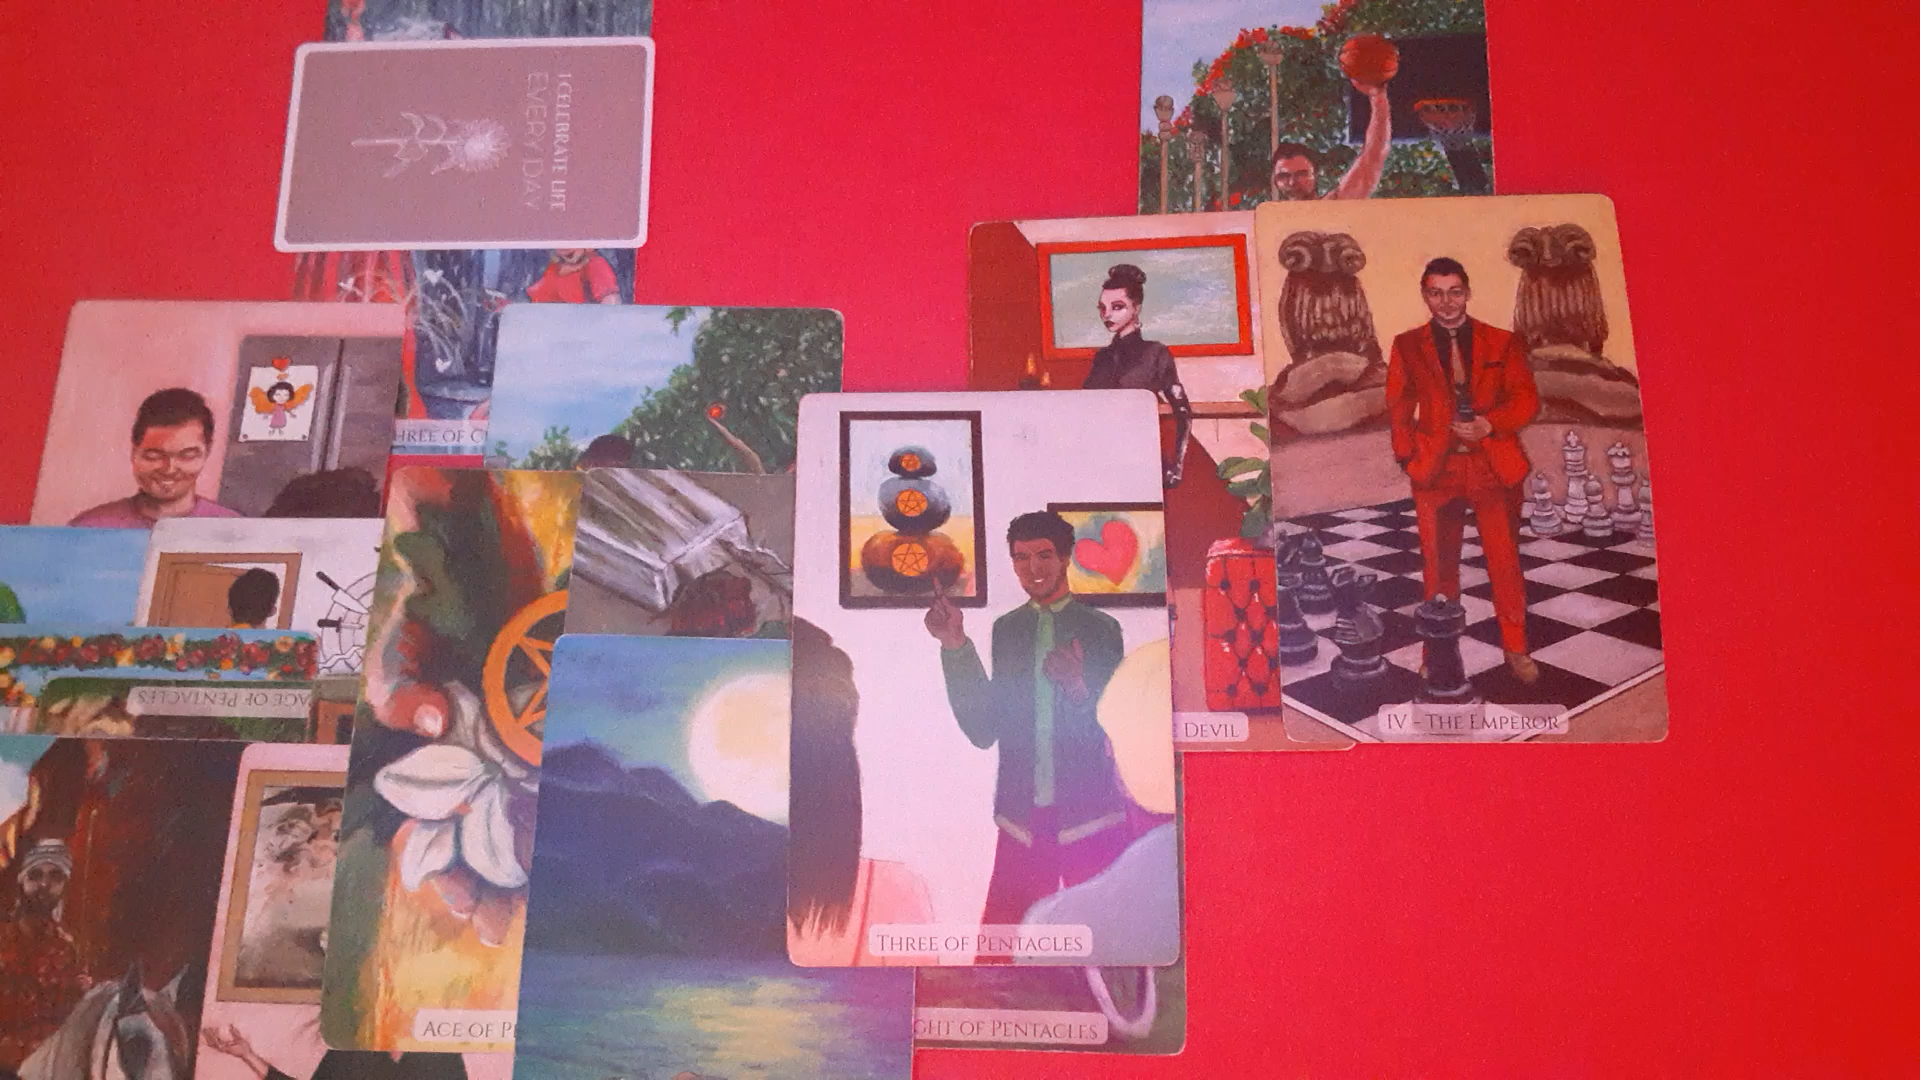 I CELEBRATE LIFE
EVERY DAY
THREE OF C
AGE OF PENTACLES
DEVIL
IV - THE EMPEROR
THREE OF PENTACLES
ACE OF P
GHT OF PENTACLES